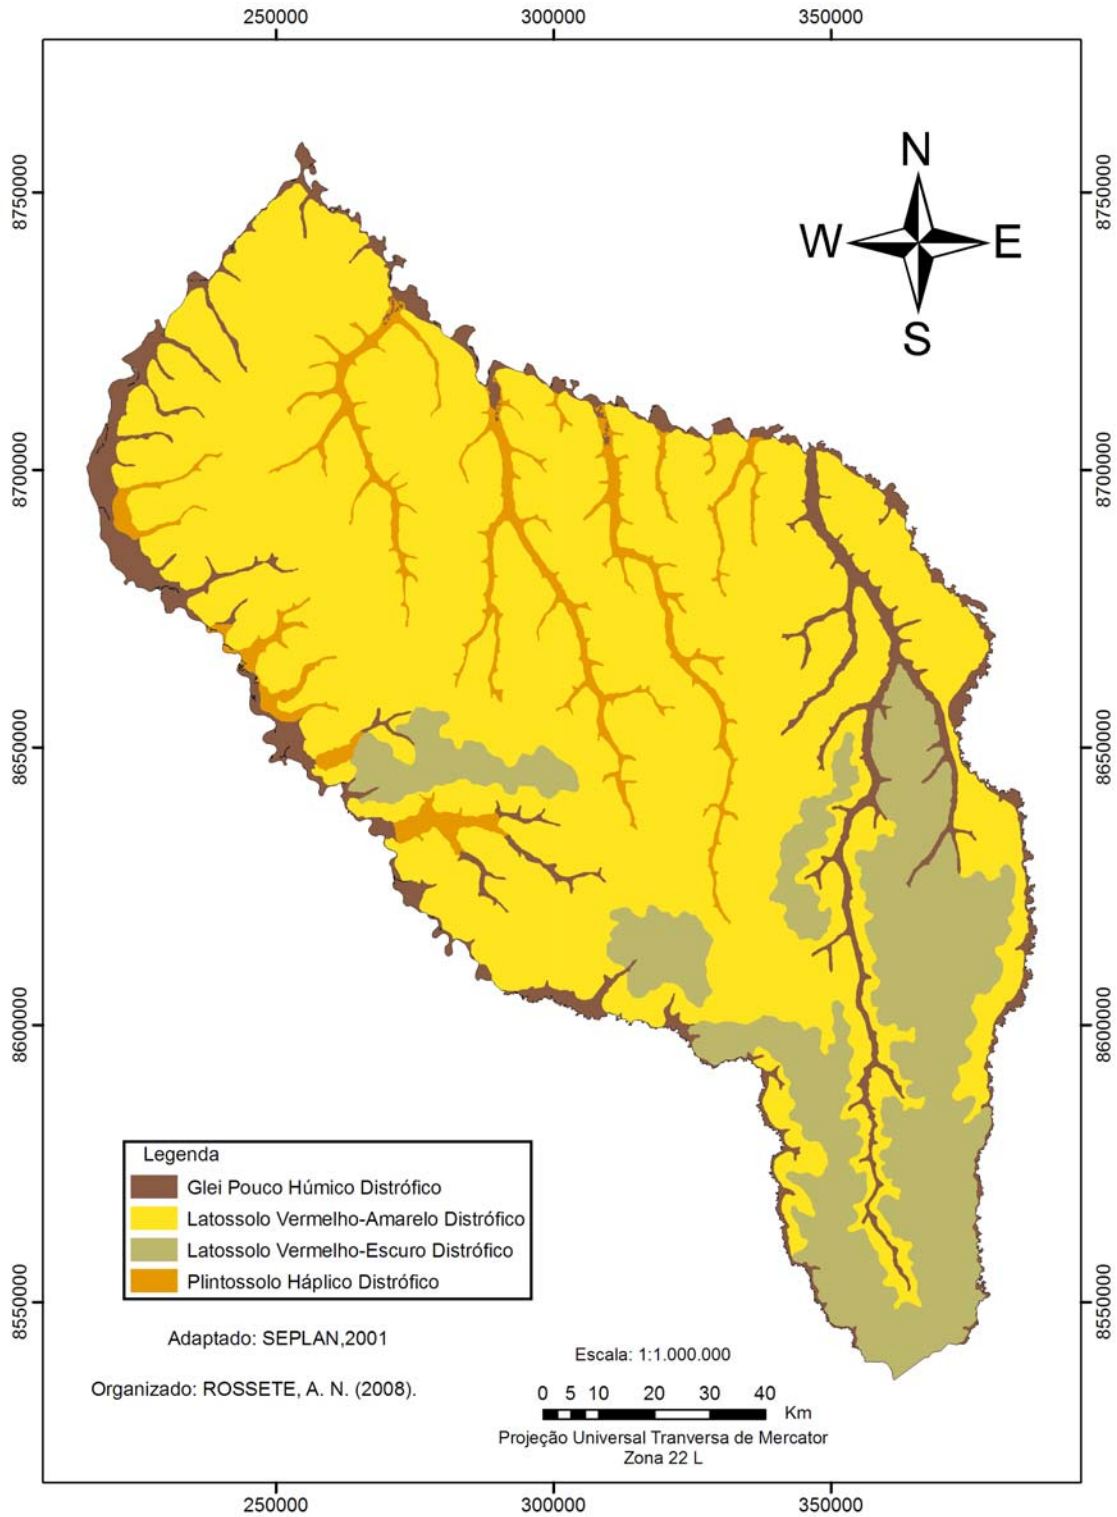 250000 300000 350000
8750000 8750000
N
W E
S
8700000 8700000
8650000 8650000
8600000 8600000
Legenda
Glei Pouco Húmico Distrófico
Latossolo Vermelho-Amarelo Distrófico
Latossolo Vermelho-Escuro Distrófico
Plintossolo Háplico Distrófico
8550000 8550000
Adaptado: SEPLAN,2001
Escala: 1:1.000.000
Organizado: ROSSETE, A. N. (2008).
0 5 10 20 30 40
Km
Projeção Universal Tranversa de Mercator
Zona 22 L
250000 300000 350000